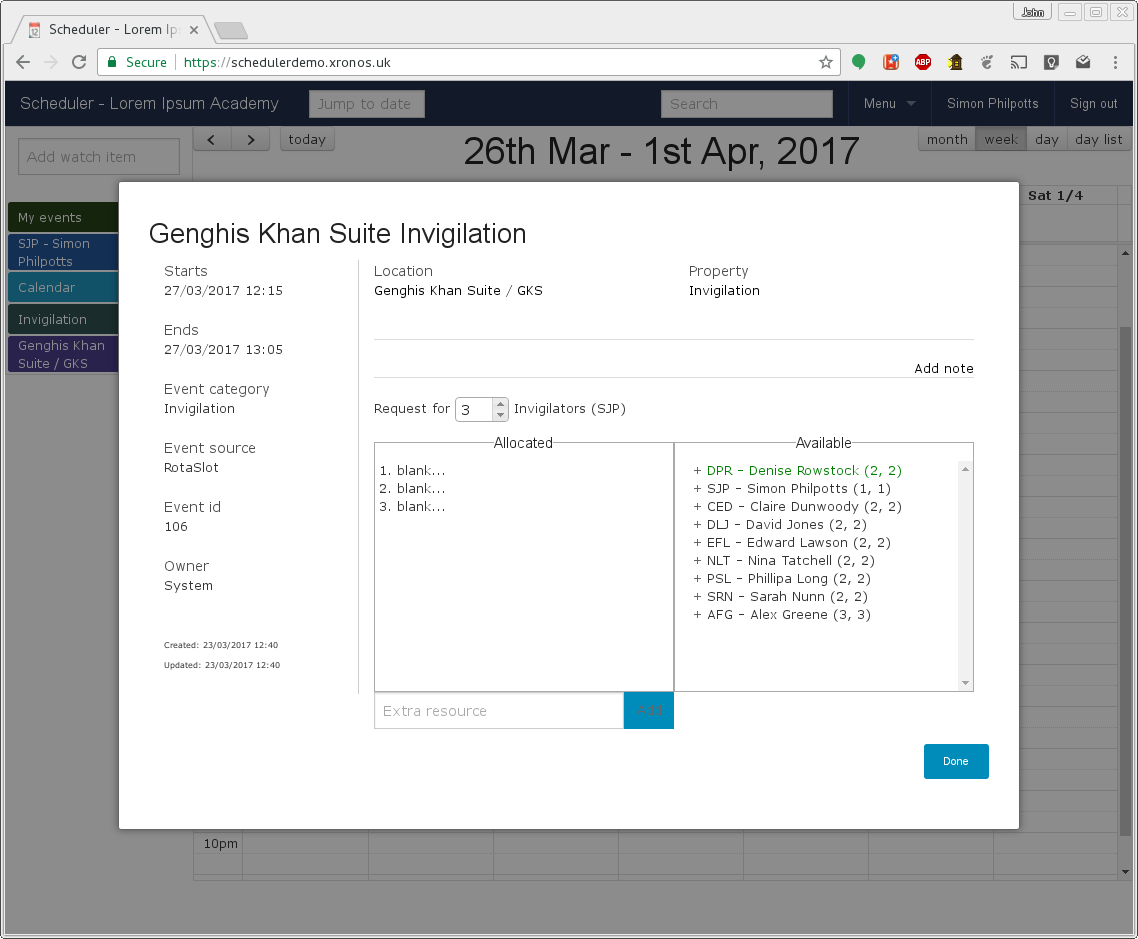 John
Scheduler - Lorem Ip
Secure
https://schedulerdemo.xronos.uk
ABP
Scheduler - Lorem Ipsum Academy
Jump to date
Search
Menu
Simon Philpotts
Sign out
Add watch item
today
26th Mar - 1st Apr, 2017
month
week
day
day list
Sat 1/4
My events
SJP - Simon
Philpotts
Calendar
Invigilation
Genghis Khan
Suite / GKS
Genghis Khan Suite Invigilation
Starts
27/03/2017 12:15
Ends
27/03/2017 13:05
Event category
Invigilation
Event source
RotaSlot
Event id
106
Owner
System
Created: 23/03/2017 12:40
Updated: 23/03/2017 12:40
Location
Genghis Khan Suite / GKS
Property
Invigilation
Add note
Request for 3 Invigilators (SJP)
Allocated
1. blank...
2. blank...
3. blank...
Available
+ DPR - Denise Rowstock (2, 2)
+ SJP - Simon Philpotts (1, 1)
+ CED - Claire Dunwoody (2, 2)
+ DLJ - David Jones (2, 2)
+ EFL - Edward Lawson (2, 2)
+ NLT - Nina Tatchell (2, 2)
+ PSL - Phillipa Long (2, 2)
+ SRN - Sarah Nunn (2, 2)
+ AFG - Alex Greene (3, 3)
Extra resource
Add
Done
10pm